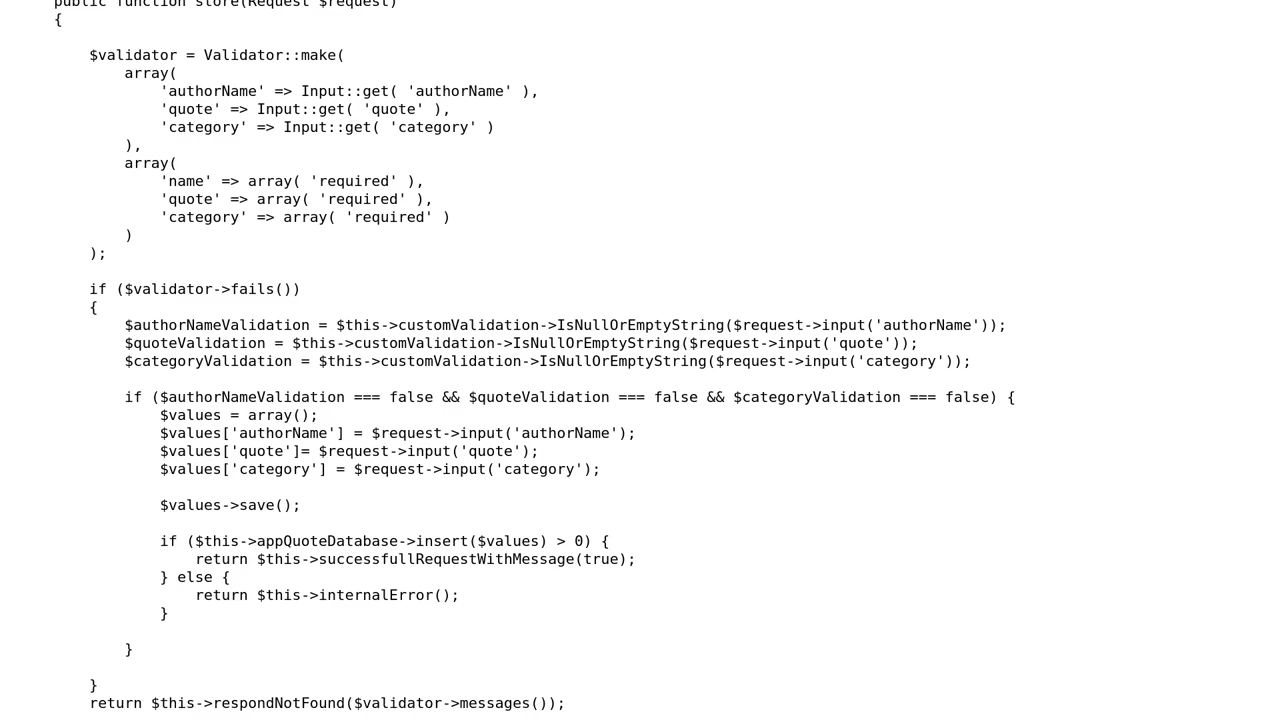 public function store(Request $request)
{
$validator = Validator::make(
array(
'authorName' => Input::get( 'authorName' ),
'quote' => Input::get( 'quote' ),
'category' => Input::get( 'category' )
),
array(
'name' => array( 'required' ),
'quote' => array( 'required' ),
'category' => array( 'required' )
)
);
if ($validator->fails())
{
$authorNameValidation = $this->customValidation->IsNullOrEmptyString($request->input('authorName'));
$quoteValidation = $this->customValidation->IsNullOrEmptyString($request->input('quote'));
$categoryValidation = $this->customValidation->IsNullOrEmptyString($request->input('category'));
if ($authorNameValidation === false && $quoteValidation === false && $categoryValidation === false) {
$values = array();
$values['authorName'] = $request->input('authorName');
$values['quote']= $request->input('quote');
$values['category'] = $request->input('category');
$values->save();
if ($this->appQuoteDatabase->insert($values) > 0) {
return $this->successfullRequestWithMessage(true);
} else {
return $this->internalError();
}
}
}
return $this->respondNotFound($validator->messages());